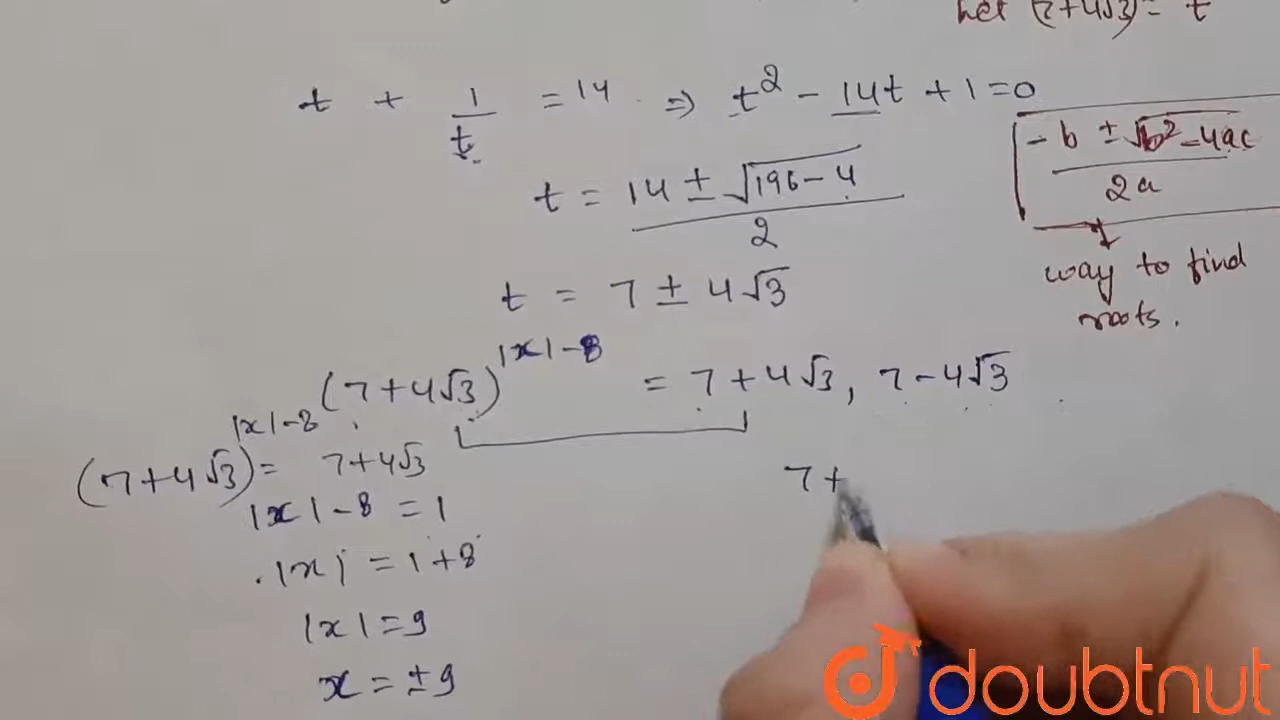 Let (7+4√3) = t
t + 1/t = 14 ⇒ t² - 14t + 1 = 0
-b ± √b² - 4ac / 2a
t = 14 ± √196 - 4 / 2
way to find
roots.
t = 7 ± 4√3
(7+4√3)^|x|-8 = 7+4√3, 7-4√3
(7+4√3)^|x|-8 = 7+4√3
7+
|x| - 8 = 1
|x| = 1+8
|x| = 9
x = ±9
doubtnut